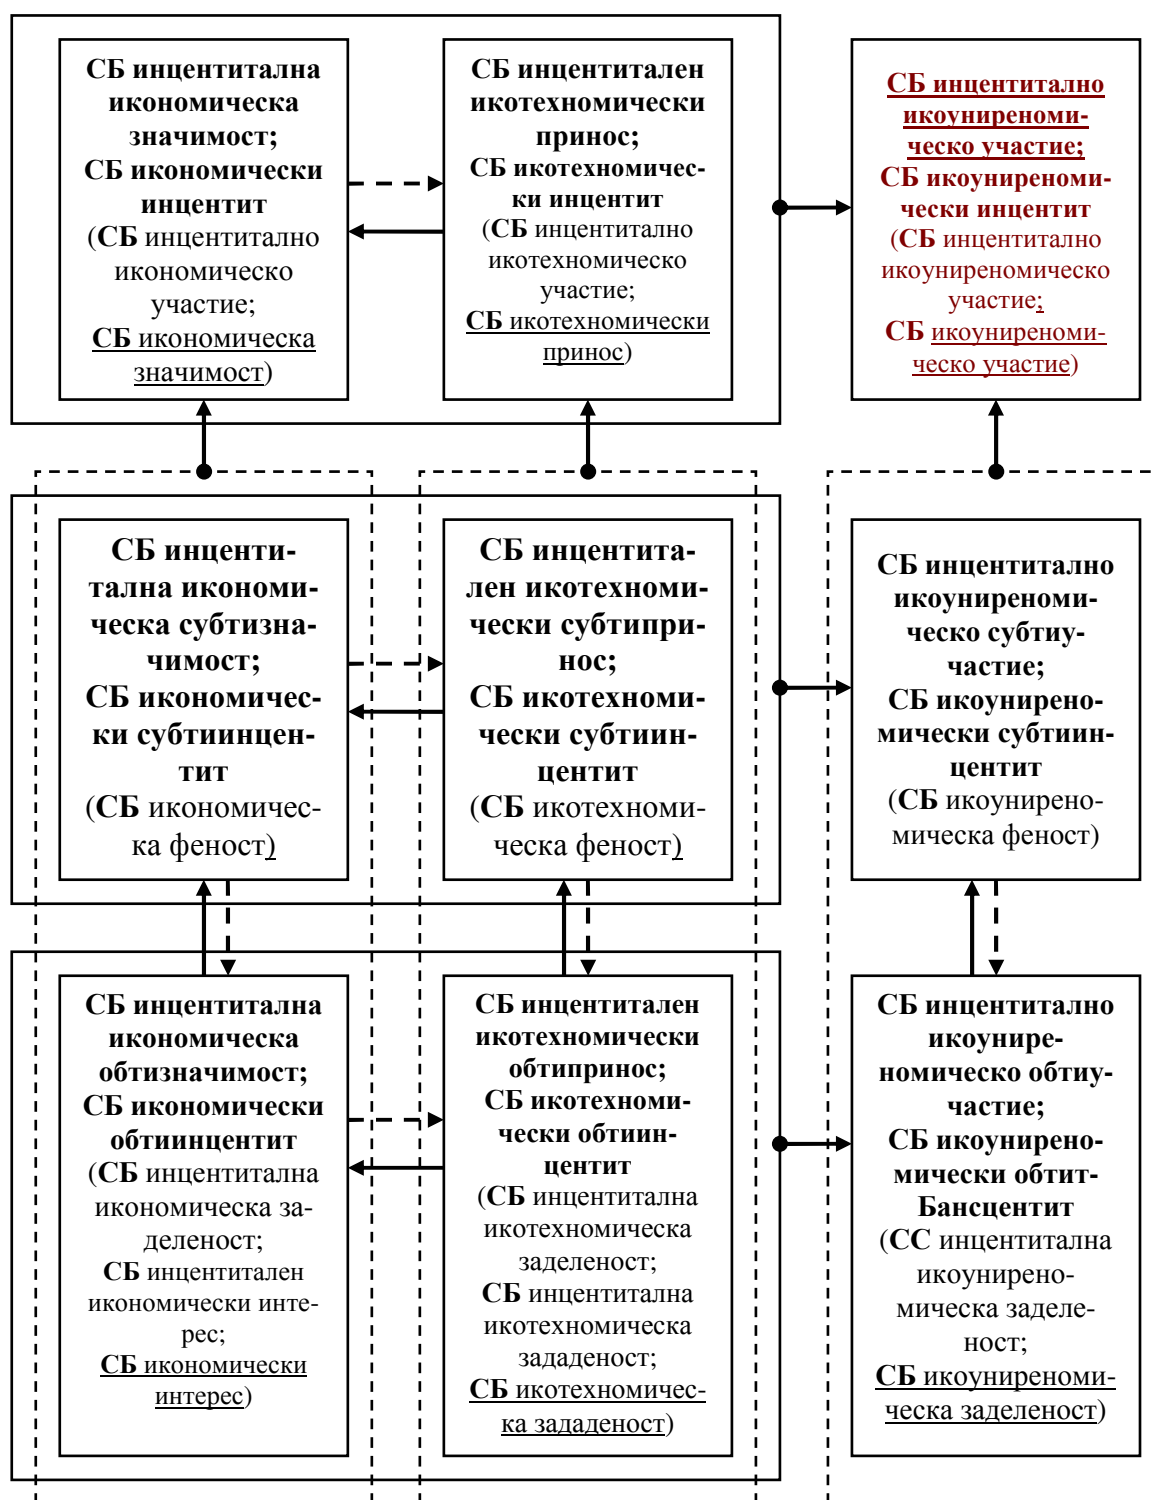 СБ инцентитална
икономическа
значимост;
СБ икономически
инцентит
(СБ инцентитално
икономическо
участие;
СБ икономическа
значимост)
СБ инцентитален
икотехномически
принос;
СБ икотехномичес-
ки инцентит
(СБ инцентитално
икотехномическо
участие;
СБ икотехномически
принос)
СБ инцентитално
икоуниреноми-
ческо участие;
СБ икоуниреноми-
чески инцентит
(СБ инцентитално
икоуниреномическо
участие;
СБ икоуниреноми-
ческо участие)
СБ инценти-
тална икономи-
ческа субтизна-
чимост;
СБ икономичес-
ки субтиинцен-
тит
(СБ икономичес-
ка феност)
СБ инцентита-
лен икотехноми-
чески субтипри-
нос;
СБ икотехноми-
чески субтиин-
центит
(СБ икотехноми-
ческа феност)
СБ инцентитално
икоуниреноми-
ческо субтиу-
частие;
СБ икоунирено-
мически субтиин-
центит
(СБ икоунирено-
мическа феност)
СБ инцентитална
икономическа
обтизначимост;
СБ икономически
обтиинцентит
(СБ инцентитална
икономическа за-
деленост;
СБ инцентитален
икономически инте-
рес;
СБ икономически
интерес)
СБ инцентитален
икотехномически
обтипринос;
СБ икотехноми-
чески обтиин-
центит
(СБ инцентитална
икотехномическа
заделеност;
СБ инцентитална
икотехномическа
зададеност;
СБ икотехномичес-
ка зададеност)
СБ инцентитално
икоунире-
номическо обтиу-
частие;
СБ икоунирено-
мически обтит-
Бансцентит
(СС инцентитална
икоунирено-
мическа заделе-
ност;
СБ икоуниреноми-
ческа заделеност)